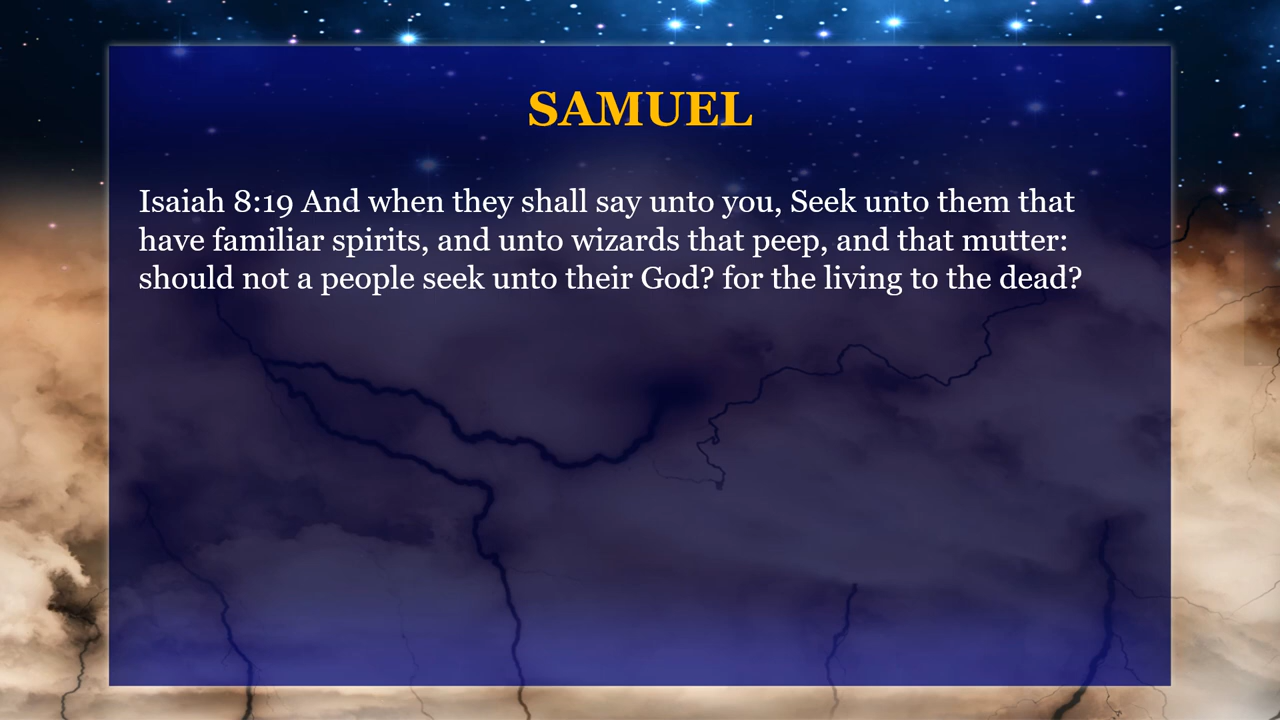 SAMUEL
Isaiah 8:19 And when they shall say unto you, Seek unto them that
have familiar spirits, and unto wizards that peep, and that mutter:
should not a people seek unto their God? for the living to the dead?